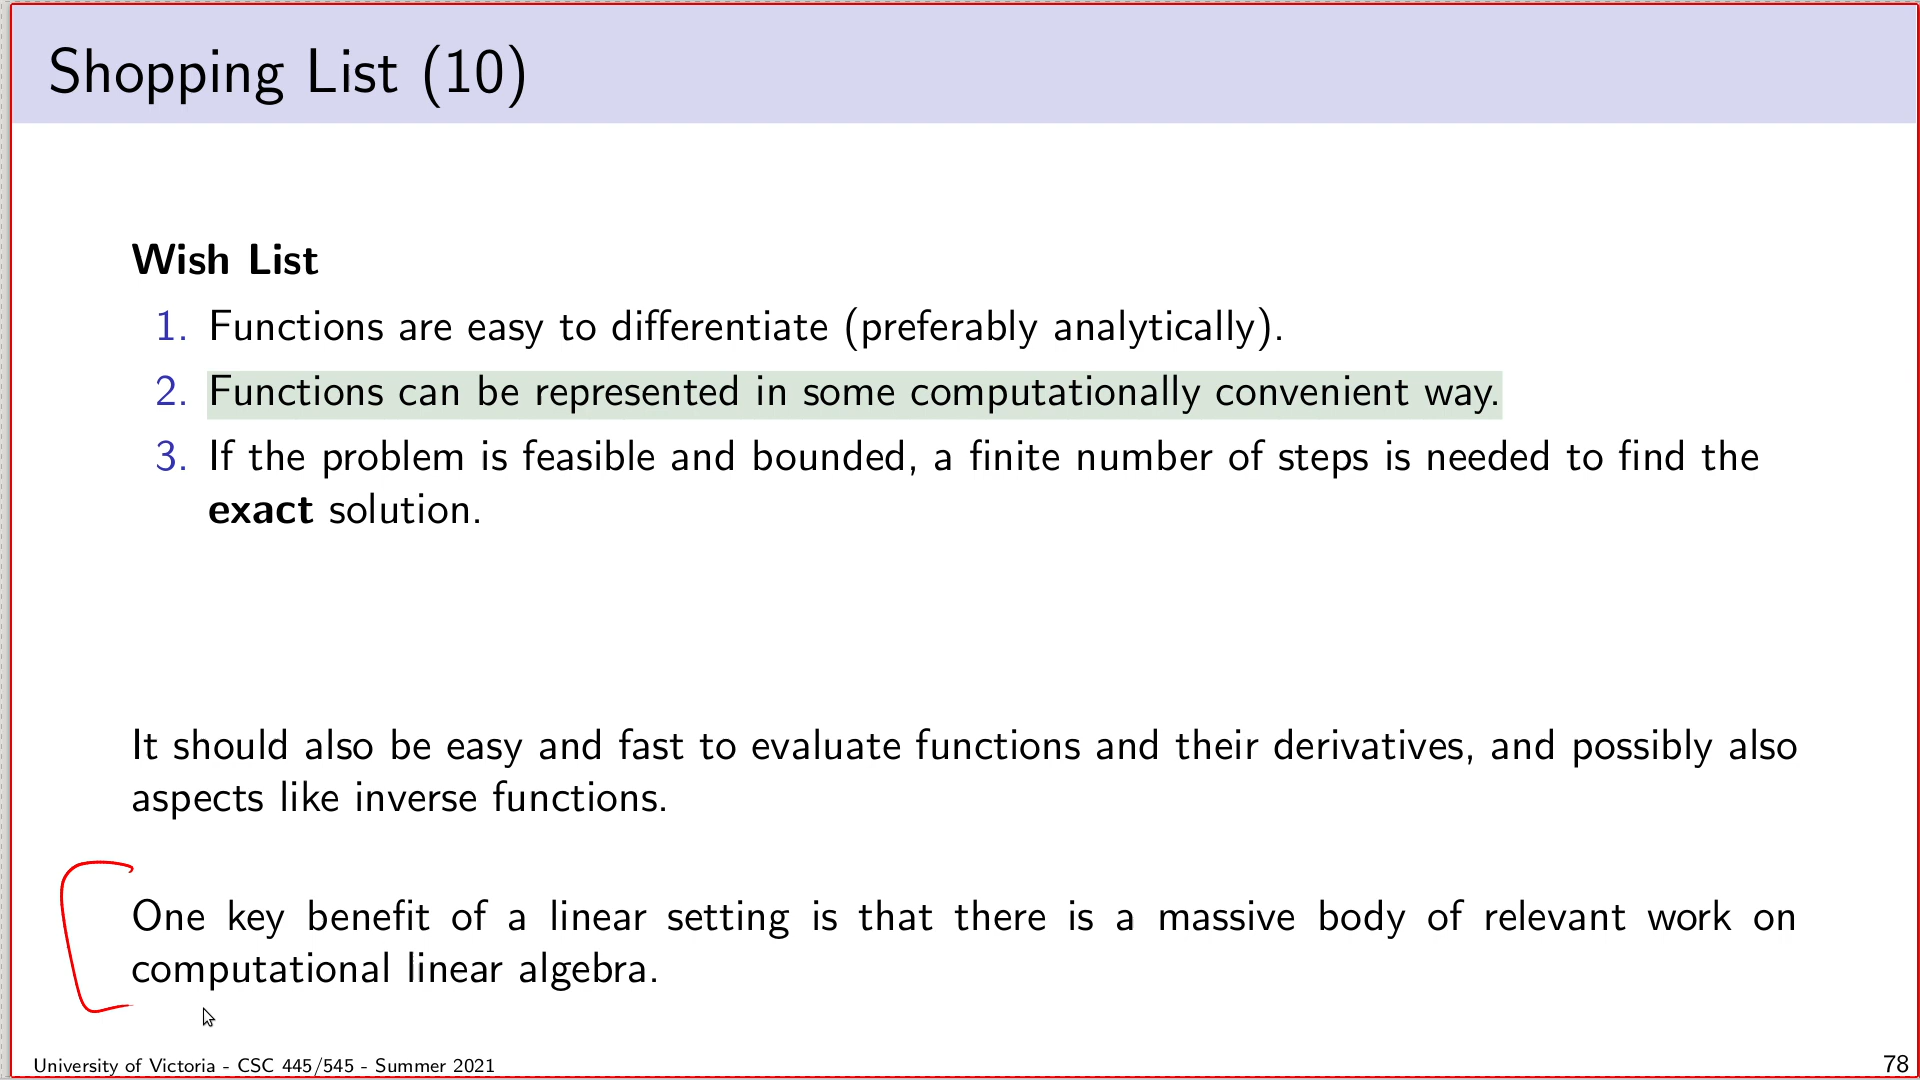 Shopping List (10)
Wish List
1. Functions are easy to differentiate (preferably analytically).
2. Functions can be represented in some computationally convenient way.
3. If the problem is feasible and bounded, a finite number of steps is needed to find the
exact solution.
It should also be easy and fast to evaluate functions and their derivatives, and possibly also
aspects like inverse functions.
One key benefit of a linear setting is that there is a massive body of relevant work on
computational linear algebra.
University of Victoria - CSC 445/545 - Summer 2021
78